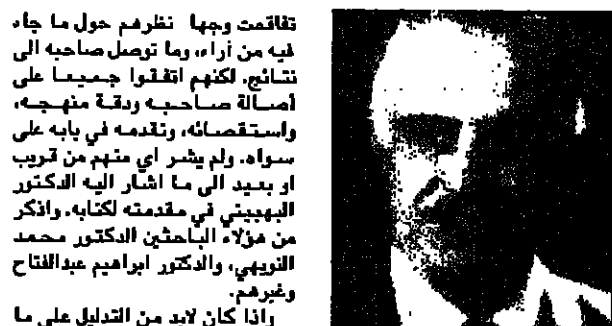 تفاقمت وجها نظرهم حول ما جاء
فيه من آراء، وما توصل صاحبه الى
نتائج. لكنهم اتفقوا جميعا على
أصالة صاحبه ودقة منهجه،
واستقصائه، ونقدمه في بابه على
سواه. ولم يشر اي منهم من قريب
او بعيد الى ما اشار اليه الدكتور
البهبيتي في مقدمته لكتابه. واذكر
من هؤلاء الباحثين الدكتور محمد
النويهي، والدكتور ابراهيم عبدالفتاح
وغيرهم.
واذا كان لابد من التدليل على ما